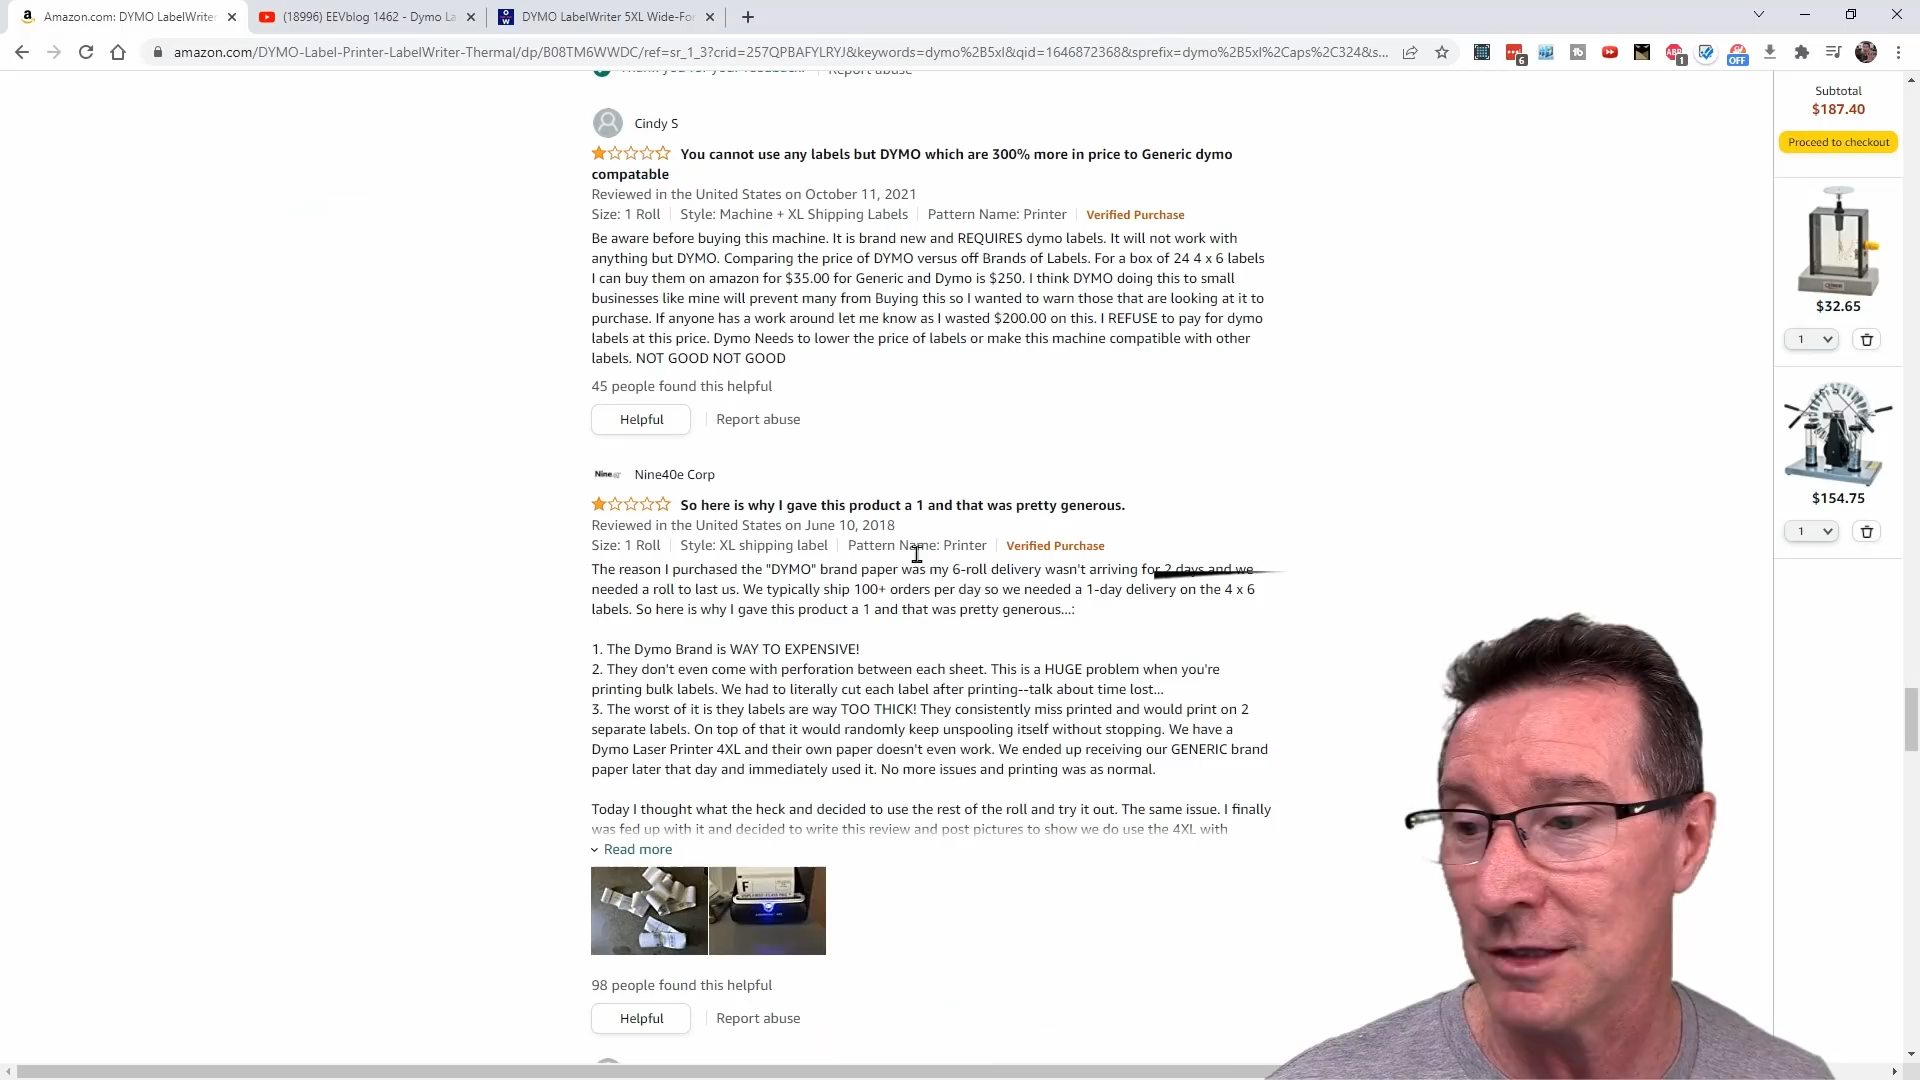 Amazon.com: DYMO LabelWriter
(18996) EEVblog 1462 - Dymo La
DYMO LabelWriter 5XL Wide-For
amazon.com/DYMO-Label-Printer-LabelWriter-Thermal/dp/B08TM6WWDC/ref=sr_1_3?crid=257QPBAFYLRYJ&keywords=dymo%2B5xl&qid=1646872368&sprefix=dymo%2B5xl%2Caps%2C324&s...
6
1
OFF
Thank you for your feedback.
Report abuse
Cindy S
You cannot use any labels but DYMO which are 300% more in price to Generic dymo
compatable
Reviewed in the United States on October 11, 2021
Size: 1 Roll Style: Machine + XL Shipping Labels Pattern Name: Printer Verified Purchase
Be aware before buying this machine. It is brand new and REQUIRES dymo labels. It will not work with
anything but DYMO. Comparing the price of DYMO versus off Brands of Labels. For a box of 24 4 x 6 labels
I can buy them on amazon for $35.00 for Generic and Dymo is $250. I think DYMO doing this to small
businesses like mine will prevent many from Buying this so I wanted to warn those that are looking at it to
purchase. If anyone has a work around let me know as I wasted $200.00 on this. I REFUSE to pay for dymo
labels at this price. Dymo Needs to lower the price of labels or make this machine compatible with other
labels. NOT GOOD NOT GOOD
45 people found this helpful
Helpful
Report abuse
Nine40e Corp
So here is why I gave this product a 1 and that was pretty generous.
Reviewed in the United States on June 10, 2018
Size: 1 Roll Style: XL shipping label Pattern Name: Printer Verified Purchase
The reason I purchased the "DYMO" brand paper was my 6-roll delivery wasn't arriving for 2 days and we
needed a roll to last us. We typically ship 100+ orders per day so we needed a 1-day delivery on the 4 x 6
labels. So here is why I gave this product a 1 and that was pretty generous...:
1. The Dymo Brand is WAY TO EXPENSIVE!
2. They don't even come with perforation between each sheet. This is a HUGE problem when you're
printing bulk labels. We had to literally cut each label after printing--talk about time lost...
3. The worst of it is they labels are way TOO THICK! They consistently miss printed and would print on 2
separate labels. On top of that it would randomly keep unspooling itself without stopping. We have a
Dymo Laser Printer 4XL and their own paper doesn't even work. We ended up receiving our GENERIC brand
paper later that day and immediately used it. No more issues and printing was as normal.
Today I thought what the heck and decided to use the rest of the roll and try it out. The same issue. I finally
was fed up with it and decided to write this review and post pictures to show we do use the 4XL with
Read more
98 people found this helpful
Helpful
Report abuse
Subtotal
$187.40
Proceed to checkout
$32.65
1
$154.75
1